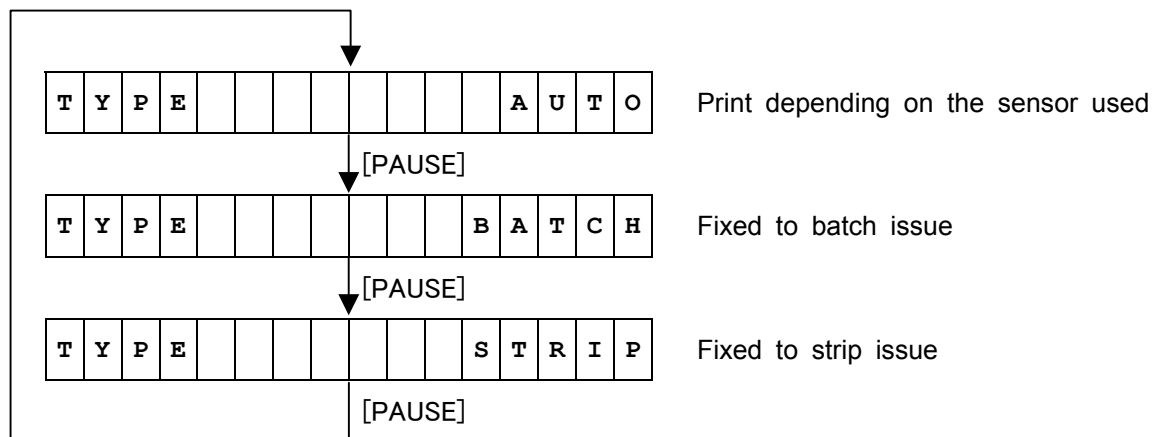 TYPE AUTO Print depending on the sensor used
[PAUSE]
TYPE BATCH Fixed to batch issue
[PAUSE]
TYPE STRIP Fixed to strip issue
[PAUSE]